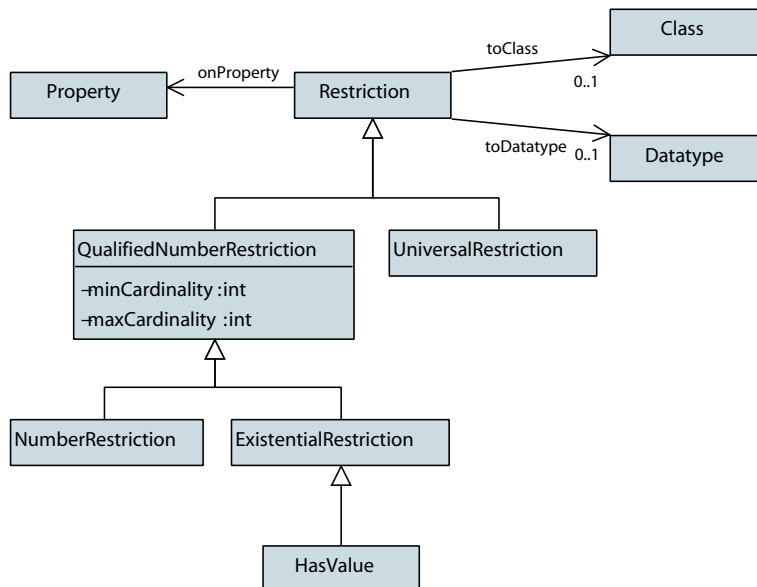 Class
toClass
0..1
onProperty
Property
Restriction
toDatatype
0..1
Datatype
QualifiedNumberRestriction
-minCardinality :int
-maxCardinality :int
UniversalRestriction
NumberRestriction
ExistentialRestriction
HasValue